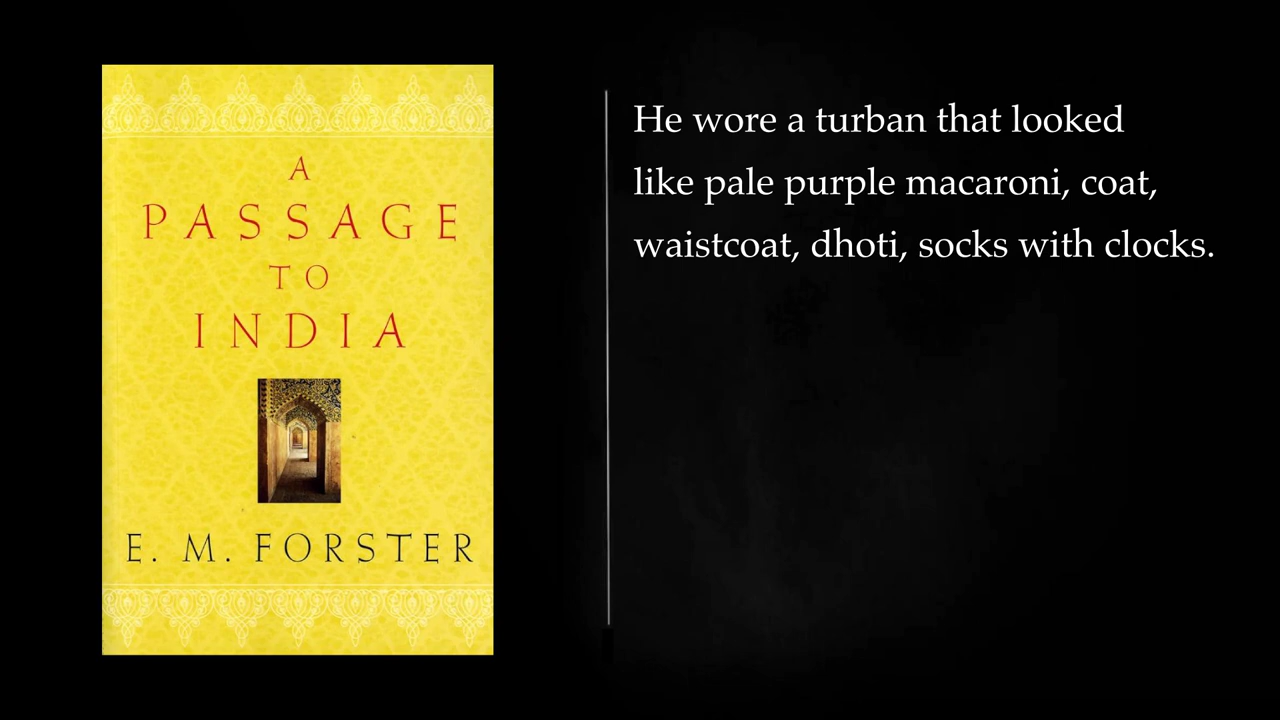 A
PASSAGE
TO
INDIA
E. M. FORSTER
He wore a turban that looked
like pale purple macaroni, coat,
waistcoat, dhoti, socks with clocks.